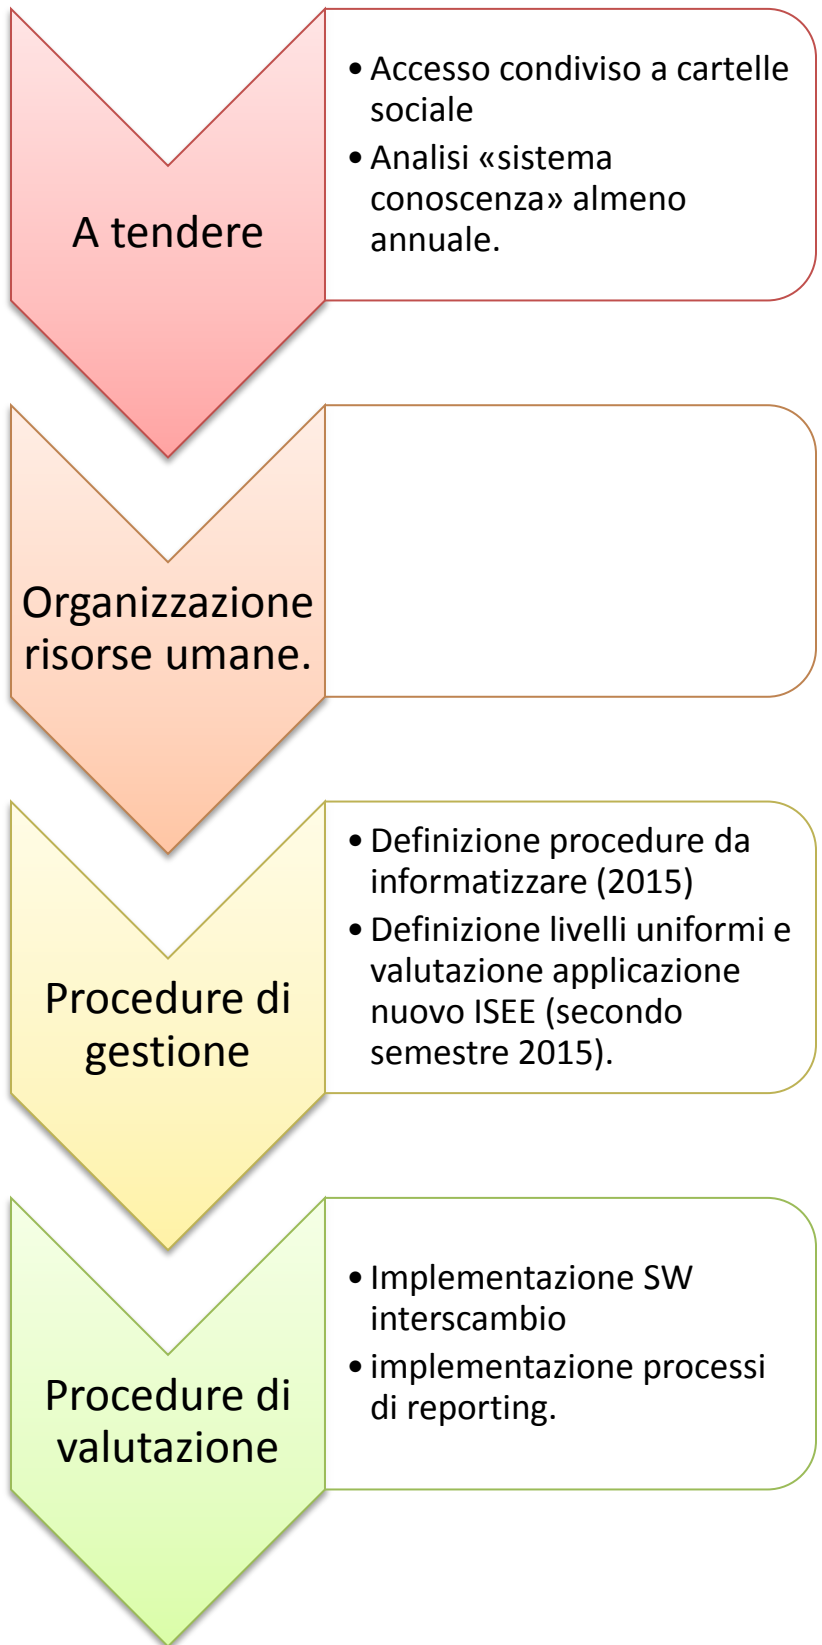 A tendere
• Accesso condiviso a cartelle
sociale
• Analisi «sistema
conoscenza» almeno
annuale.
Organizzazione
risorse umane.
Procedure di
gestione
• Definizione procedure da
informatizzare (2015)
• Definizione livelli uniformi e
valutazione applicazione
nuovo ISEE (secondo
semestre 2015).
Procedure di
valutazione
• Implementazione SW
interscambio
• implementazione processi
di reporting.